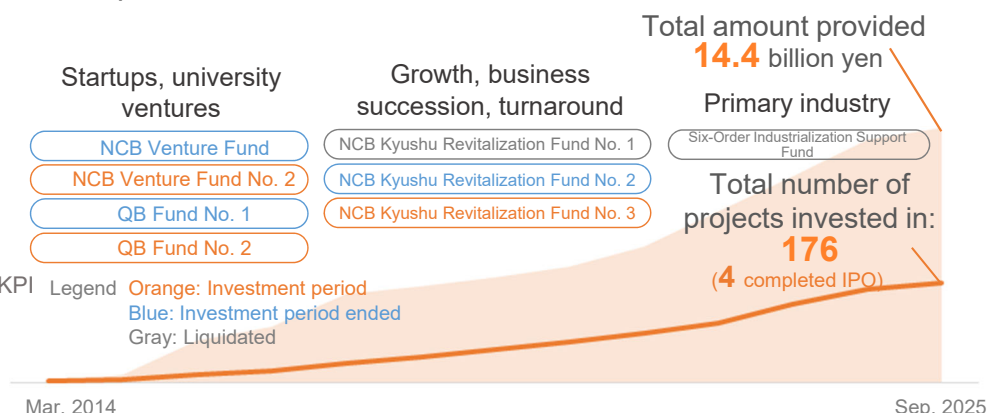 Total amount provided
14.4 billion yen
Startups, university
ventures
NCB Venture Fund
NCB Venture Fund No. 2
QB Fund No. 1
QB Fund No. 2
Growth, business
succession, turnaround
NCB Kyushu Revitalization Fund No. 1
NCB Kyushu Revitalization Fund No. 2
NCB Kyushu Revitalization Fund No. 3
Primary industry
Six-Order Industrialization Support
Fund
Total number of
projects invested in:
176
(4 completed IPO)
KPI
Legend Orange: Investment period
Blue: Investment period ended
Gray: Liquidated
Mar. 2014
Sep. 2025